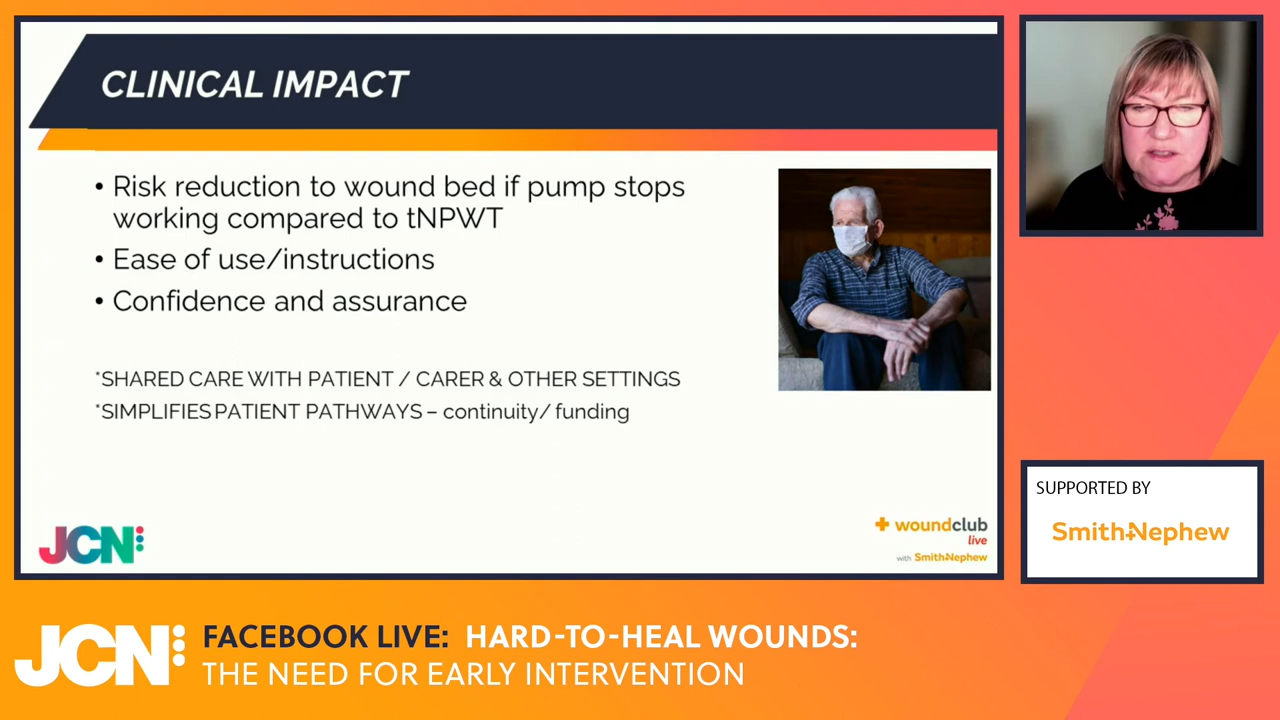 CLINICAL IMPACT
• Risk reduction to wound bed if pump stops
working compared to tNPWT
• Ease of use/instructions
• Confidence and assurance
*SHARED CARE WITH PATIENT / CARER & OTHER SETTINGS
*SIMPLIFIES PATIENT PATHWAYS – continuity/ funding
JCN
woundclub
live
with Smith+Nephew
SUPPORTED BY
Smith+Nephew
JCN
FACEBOOK LIVE: HARD-TO-HEAL WOUNDS:
THE NEED FOR EARLY INTERVENTION